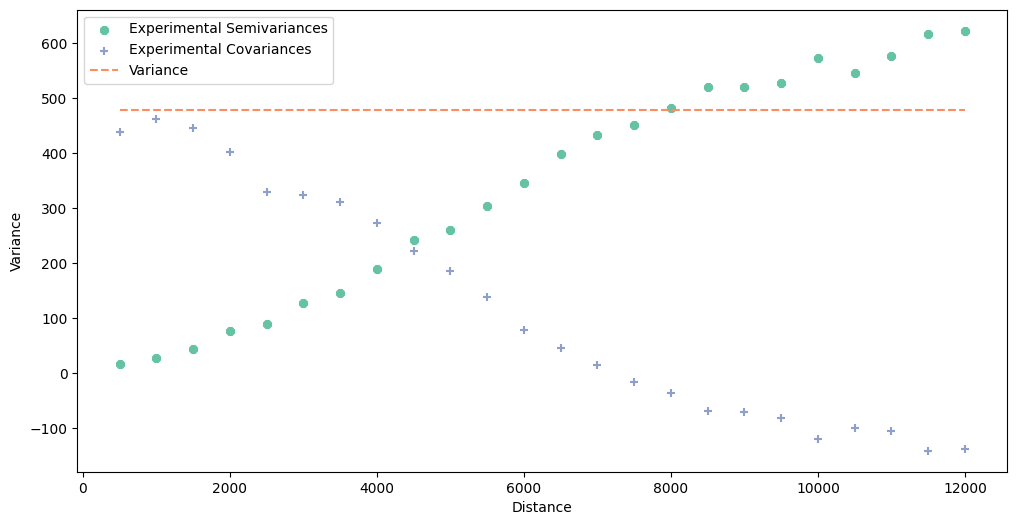 Experimental Semivariances
Experimental Covariances
Variance
600
500
400
300
200
100
0
−100
Variance
0 2000 4000 6000 8000 10000 12000
Distance